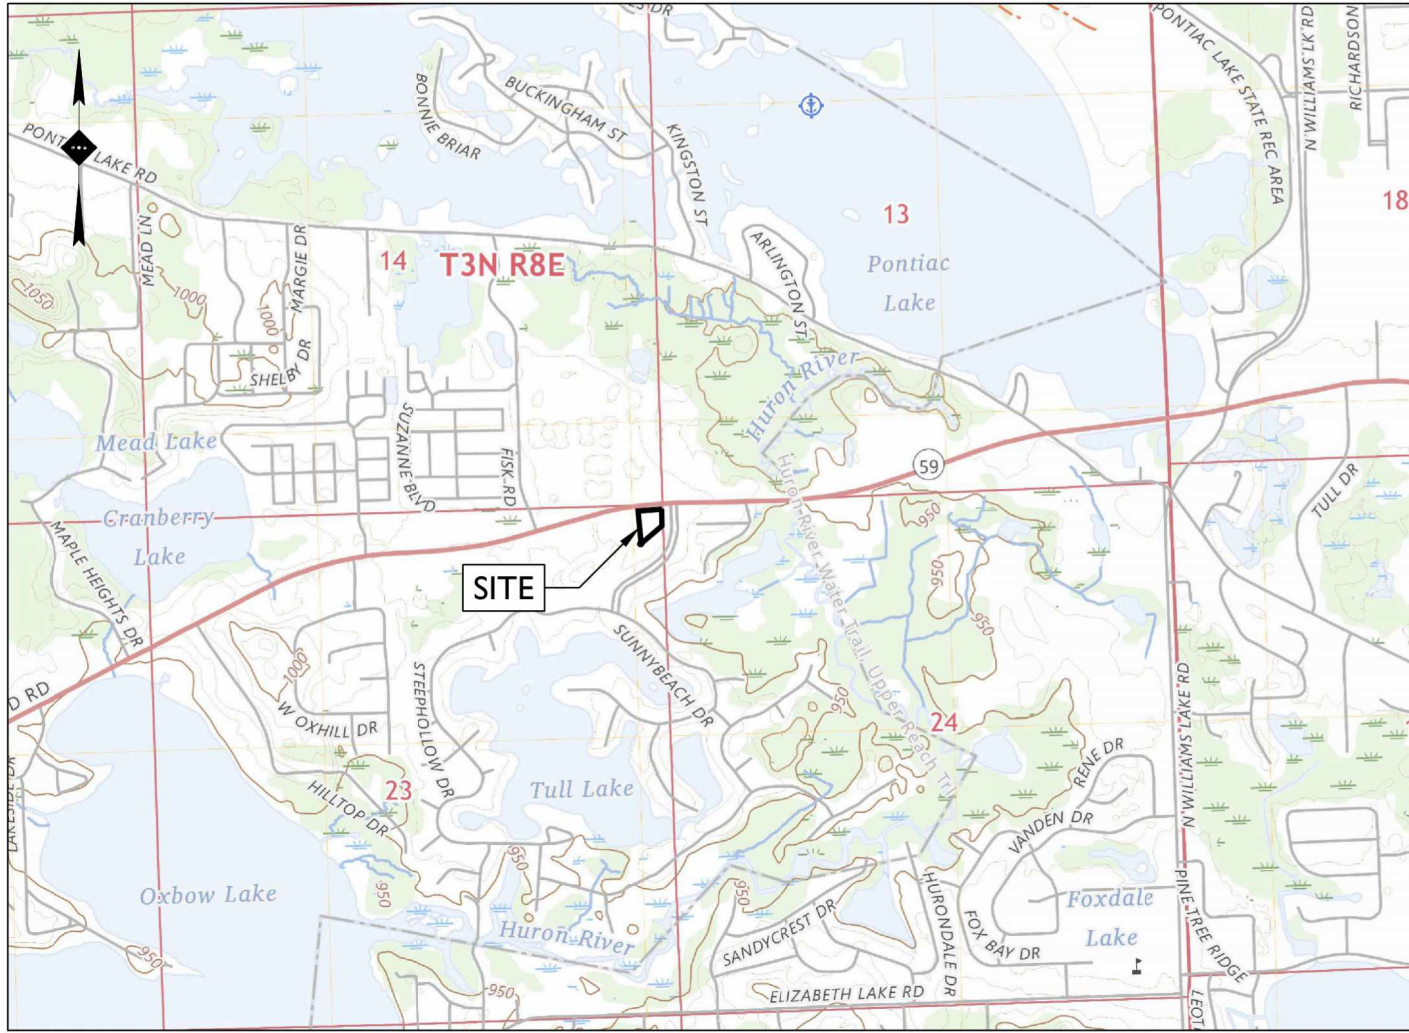 PONTIAC LAKE STATE REC AREA
N WILLIAMS LK RD
RICHARDSON
BONNIE BRIAR
BUCKINGHAM ST
KINGSTON ST
LAKE RD
MEAD LN
MARGIE DR
14
T3N R8E
13
18
ARLINGTON ST
Pontiac
Lake
1050
1000
1000
SHELBY DR
Huron River
Mead Lake
SUZANNE BLVD
FISK RD
59
TULL DR
Cranberry
Lake
MAPLE HEIGHTS DR
950
950
950
SITE
Huron River Water Trail, Upper Reach Trl
D RD
1000
W OXHILL DR
STEEPHOLLOW DR
SUNNYBEACH DR
950
24
N WILLIAMS LAKE RD
LAKESIDE DR
23
HILLTOP DR
Tull Lake
RENE DR
VANDEN DR
Oxbow Lake
950
950
950
950
Huron River
950
950
SANDYCREST DR
HURONDALE DR
FOX BAY DR
Foxdale
Lake
PINE TREE RIDGE
ELIZABETH LAKE RD